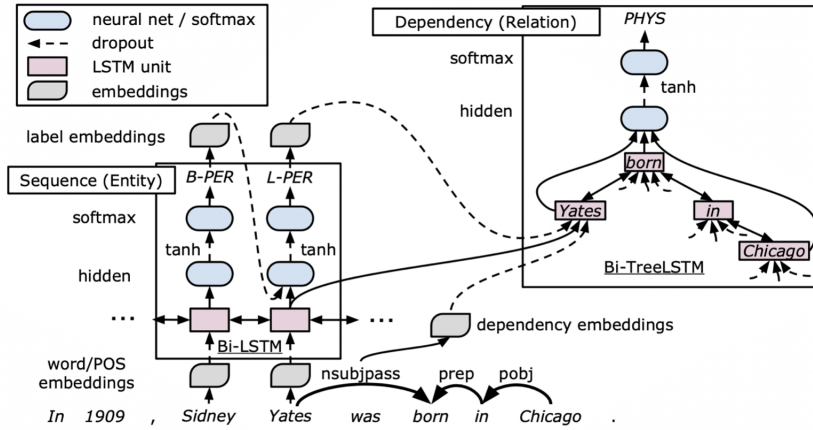 neural net / softmax
dropout
LSTM unit
embeddings
Dependency (Relation)
PHYS
softmax
tanh
hidden
born
Yates
in
Chicago
Bi-TreeLSTM
label embeddings
Sequence (Entity)
B-PER L-PER
softmax
tanh tanh
hidden
... ...
Bi-LSTM
dependency embeddings
word/POS
embeddings
nsubjpass prep pobj
In 1909 , Sidney Yates was born in Chicago .